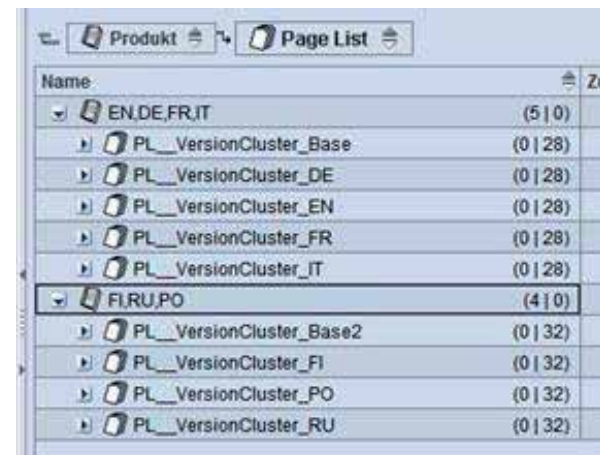 Produkt Page List
Name Z
EN,DE,FR,IT (5 | 0)
PL__VersionCluster_Base (0 | 28)
PL__VersionCluster_DE (0 | 28)
PL__VersionCluster_EN (0 | 28)
PL__VersionCluster_FR (0 | 28)
PL__VersionCluster_IT (0 | 28)
FI,RU,PO (4 | 0)
PL__VersionCluster_Base2 (0 | 32)
PL__VersionCluster_FI (0 | 32)
PL__VersionCluster_PO (0 | 32)
PL__VersionCluster_RU (0 | 32)